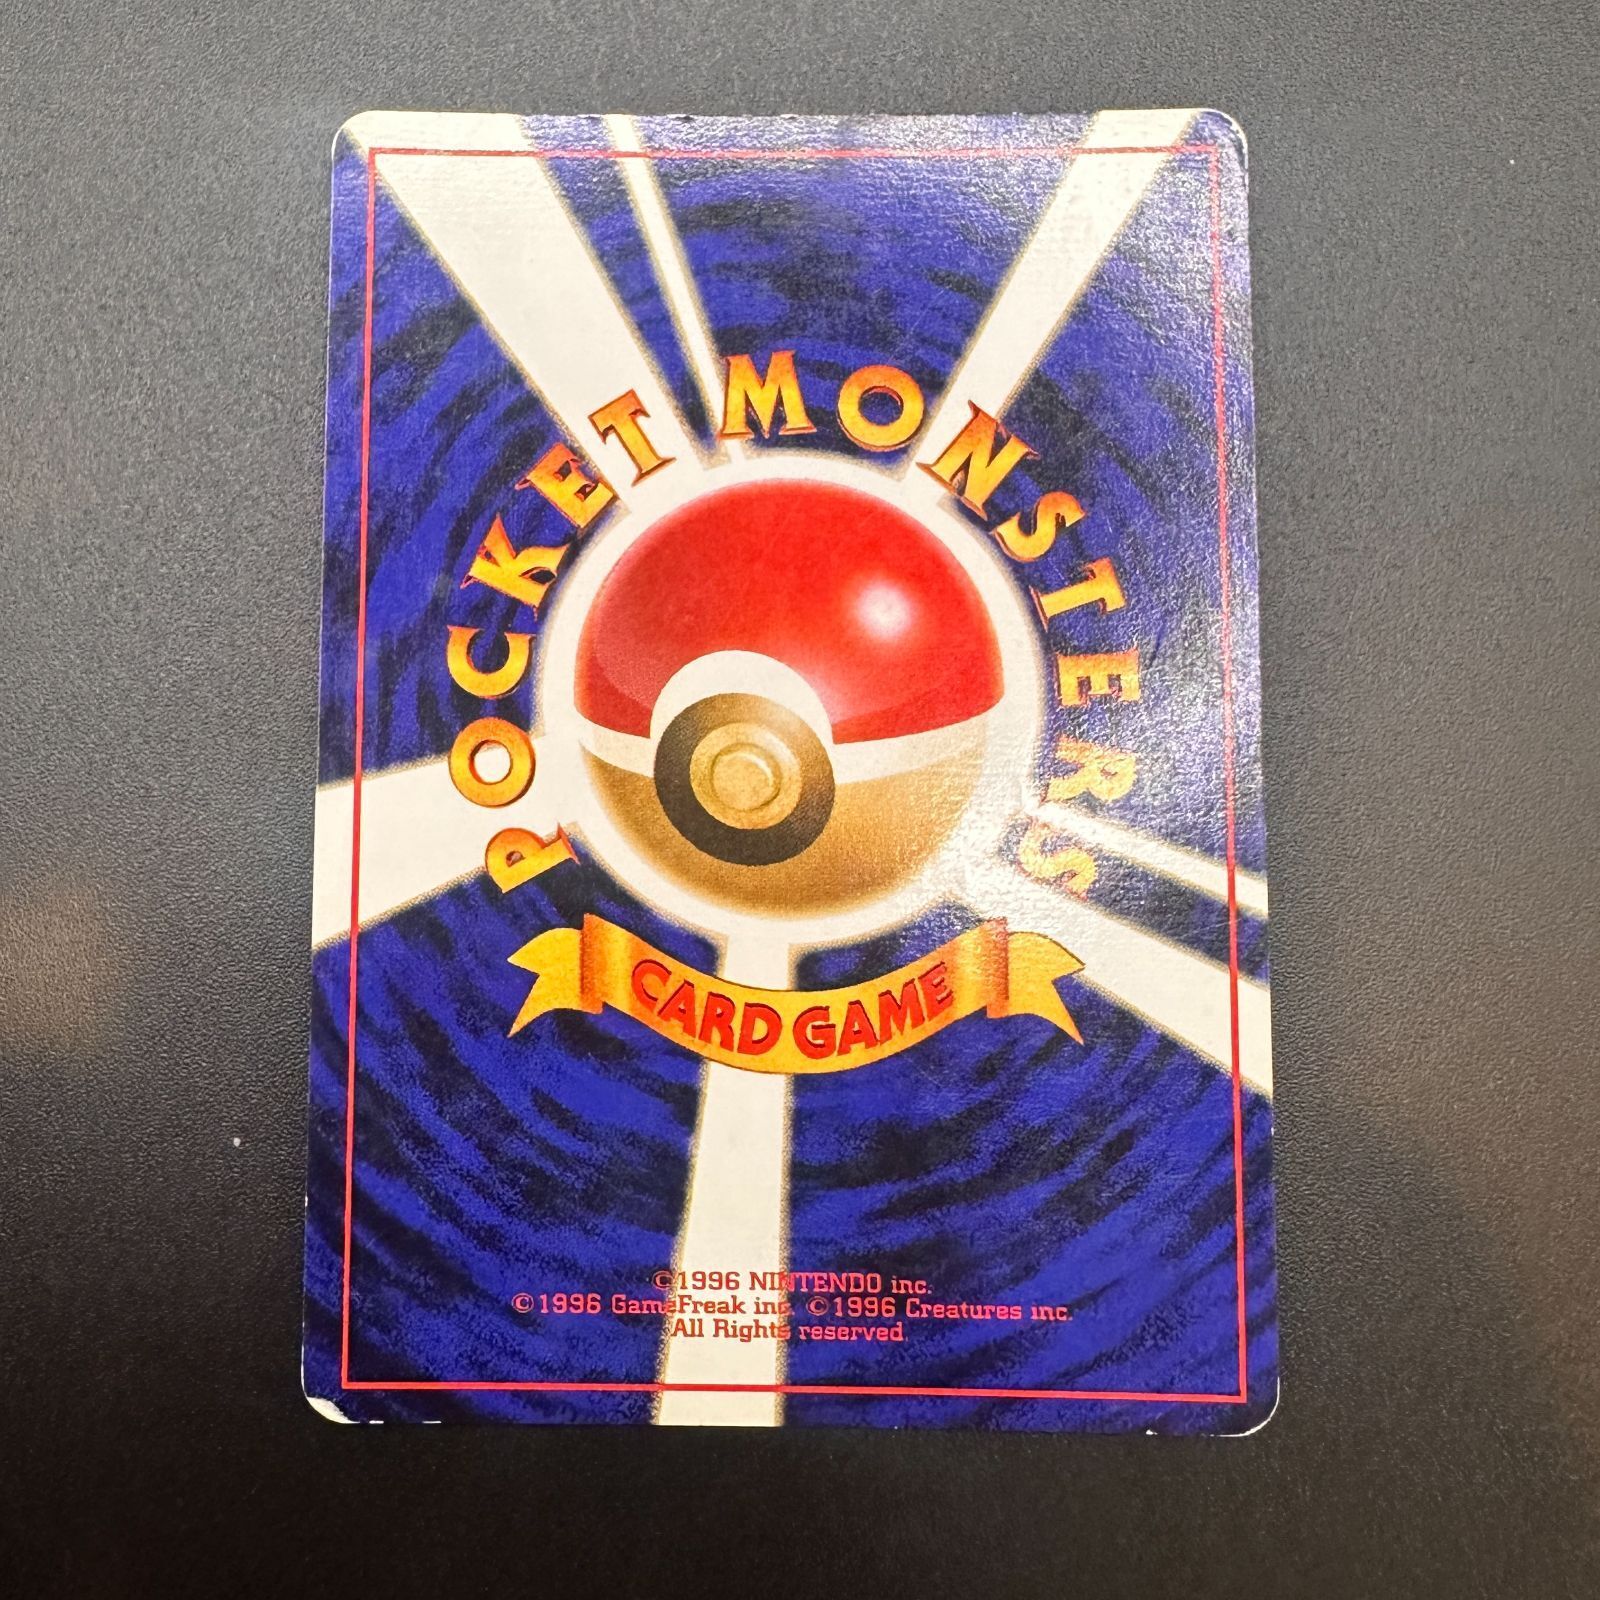 POCKET MONSTERS
CARD GAME
©1996 NINTENDO inc.
©1996 GameFreak inc. ©1996 Creatures inc.
All Rights reserved.